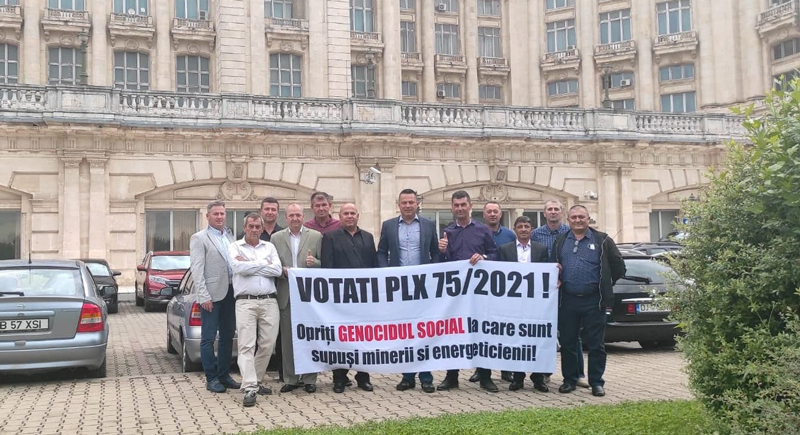 VOTATI PLX 75/2021 !
Opriți GENOCIDUL SOCIAL la care sunt
supuși minerii si energeticienii!
B 57 XSI